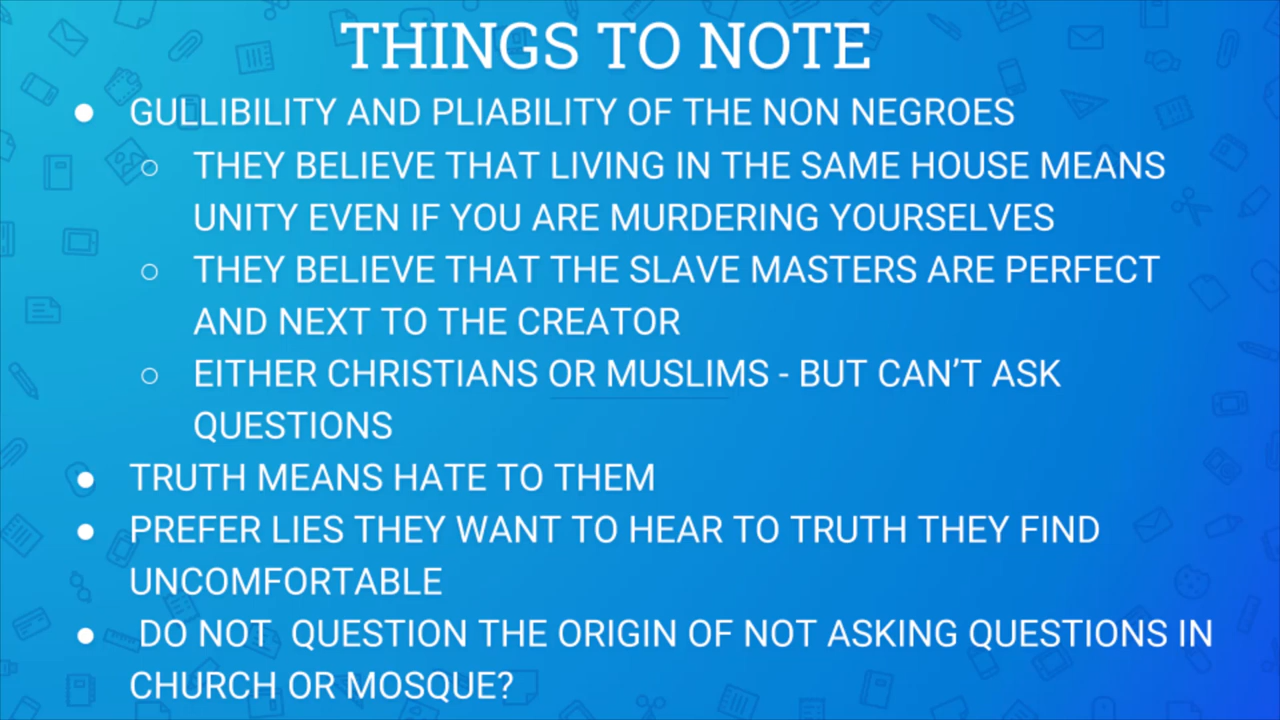 THINGS TO NOTE
● GULLIBILITY AND PLIABILITY OF THE NON NEGROES
○ THEY BELIEVE THAT LIVING IN THE SAME HOUSE MEANS
UNITY EVEN IF YOU ARE MURDERING YOURSELVES
○ THEY BELIEVE THAT THE SLAVE MASTERS ARE PERFECT
AND NEXT TO THE CREATOR
○ EITHER CHRISTIANS OR MUSLIMS - BUT CAN'T ASK
QUESTIONS
● TRUTH MEANS HATE TO THEM
● PREFER LIES THEY WANT TO HEAR TO TRUTH THEY FIND
UNCOMFORTABLE
● DO NOT QUESTION THE ORIGIN OF NOT ASKING QUESTIONS IN
CHURCH OR MOSQUE?